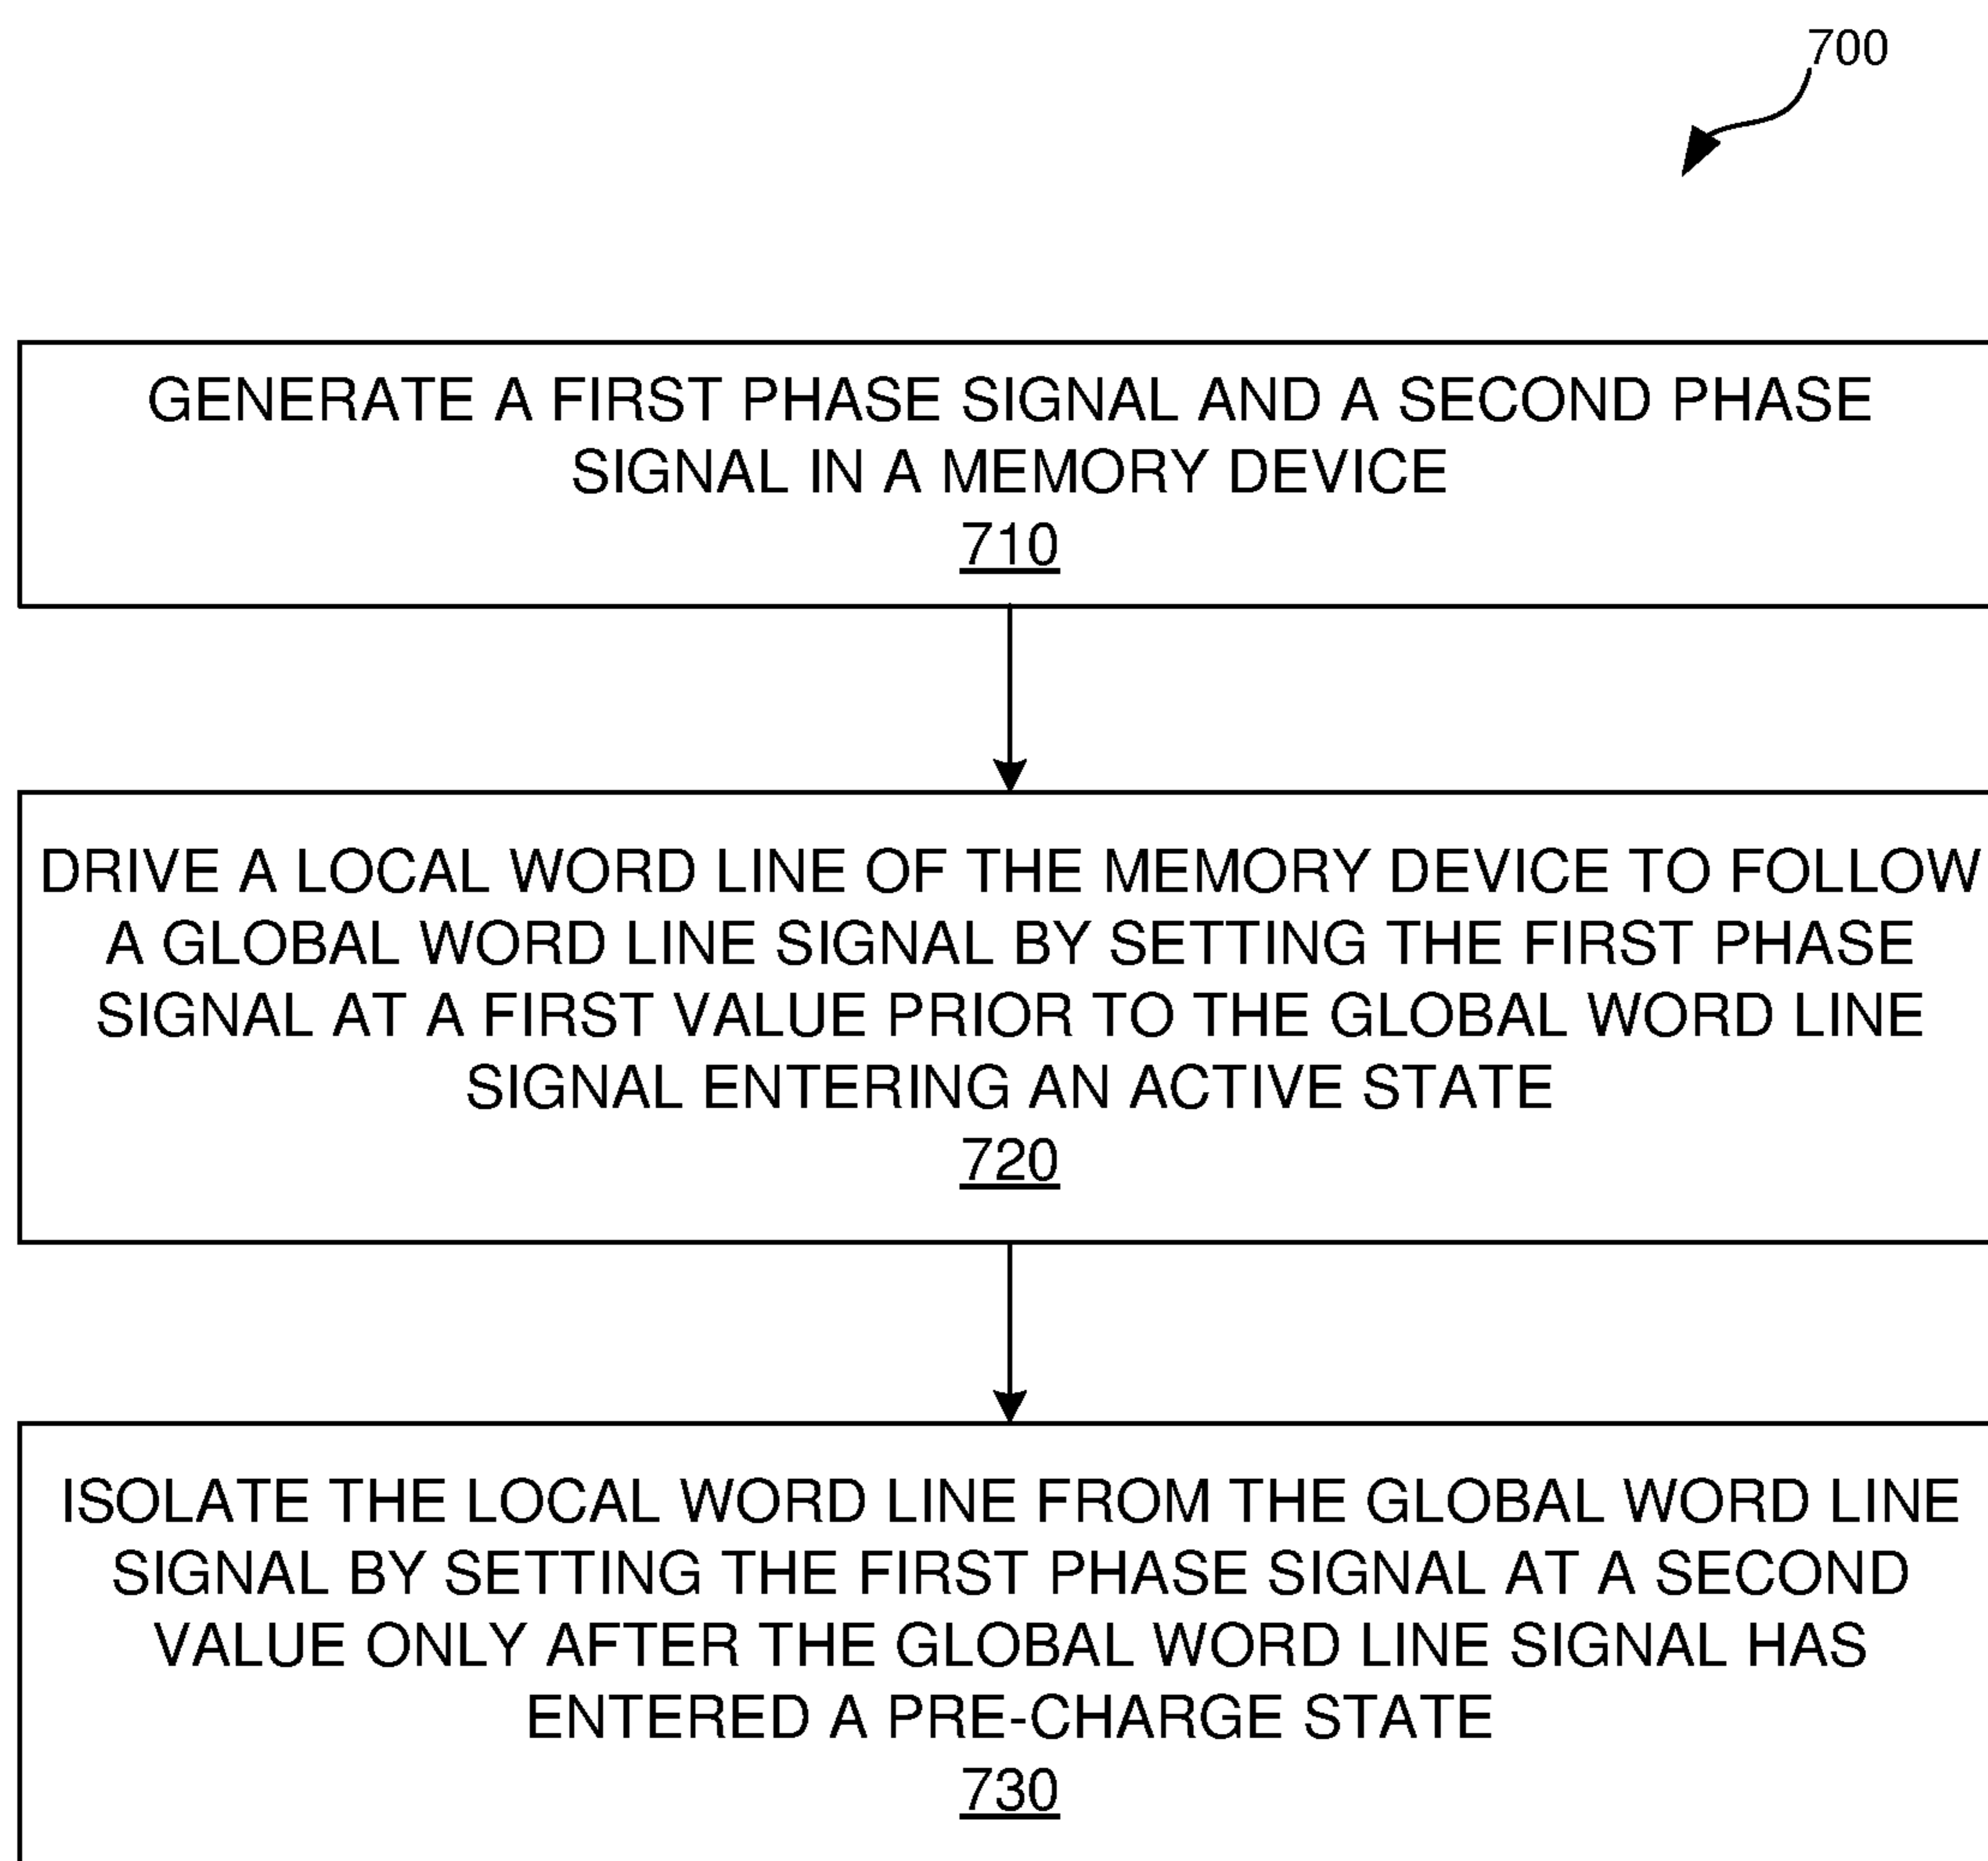 700
GENERATE A FIRST PHASE SIGNAL AND A SECOND PHASE
SIGNAL IN A MEMORY DEVICE
710
DRIVE A LOCAL WORD LINE OF THE MEMORY DEVICE TO FOLLOW
A GLOBAL WORD LINE SIGNAL BY SETTING THE FIRST PHASE
SIGNAL AT A FIRST VALUE PRIOR TO THE GLOBAL WORD LINE
SIGNAL ENTERING AN ACTIVE STATE
720
ISOLATE THE LOCAL WORD LINE FROM THE GLOBAL WORD LINE
SIGNAL BY SETTING THE FIRST PHASE SIGNAL AT A SECOND
VALUE ONLY AFTER THE GLOBAL WORD LINE SIGNAL HAS
ENTERED A PRE-CHARGE STATE
730